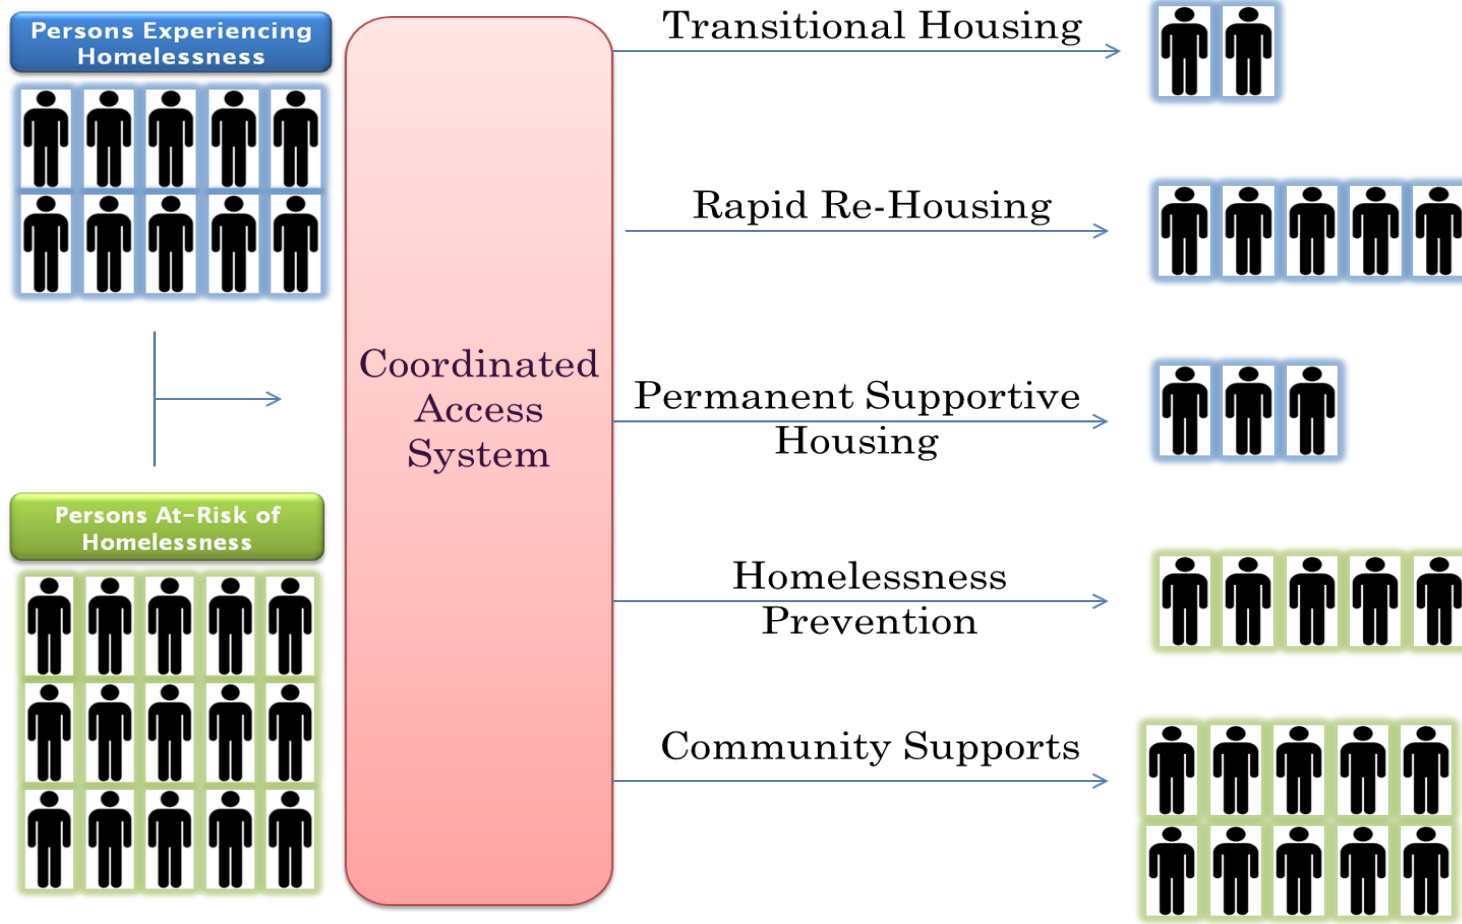 Persons Experiencing
Homelessness
Transitional Housing
Rapid Re-Housing
Coordinated
Access
System
Permanent Supportive
Housing
Persons At-Risk of
Homelessness
Homelessness
Prevention
Community Supports